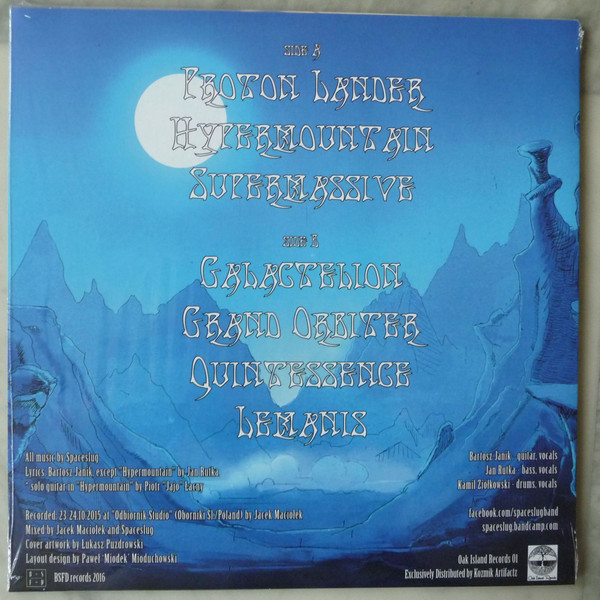 SIDE A
PROTON LANDER
HYPERMOUNTAIN
SUPERMASSIVE
SIDE B
GALACTELION
GRAND ORBITER
QUINTESSENCE
LEMANIS
All music by Spaceslug
Lyrics: Bartosz Janik, except "Hypermountain" by Jan Rutka
* solo guitar in "Hypermountain" by Piotr "Jajo" Łacny
Recorded: 23-24.10.2015 at "Odbiornik Studio" (Oborniki Śl./Poland) by Jacek Maciołek
Mixed by Jacek Maciołek and Spaceslug
Cover artwork by Łukasz Puzdrowski
Layout design by Paweł "Miodek" Mioduchowski
BSFD records 2016
Bartosz Janik - guitar, vocals
Jan Rutka - bass, vocals
Kamil Ziółkowski - drums, vocals
facebook.com/spaceslugband
spaceslug.bandcamp.com
Oak Island Records 01
Exclusively Distributed by Kozmik Artifactz